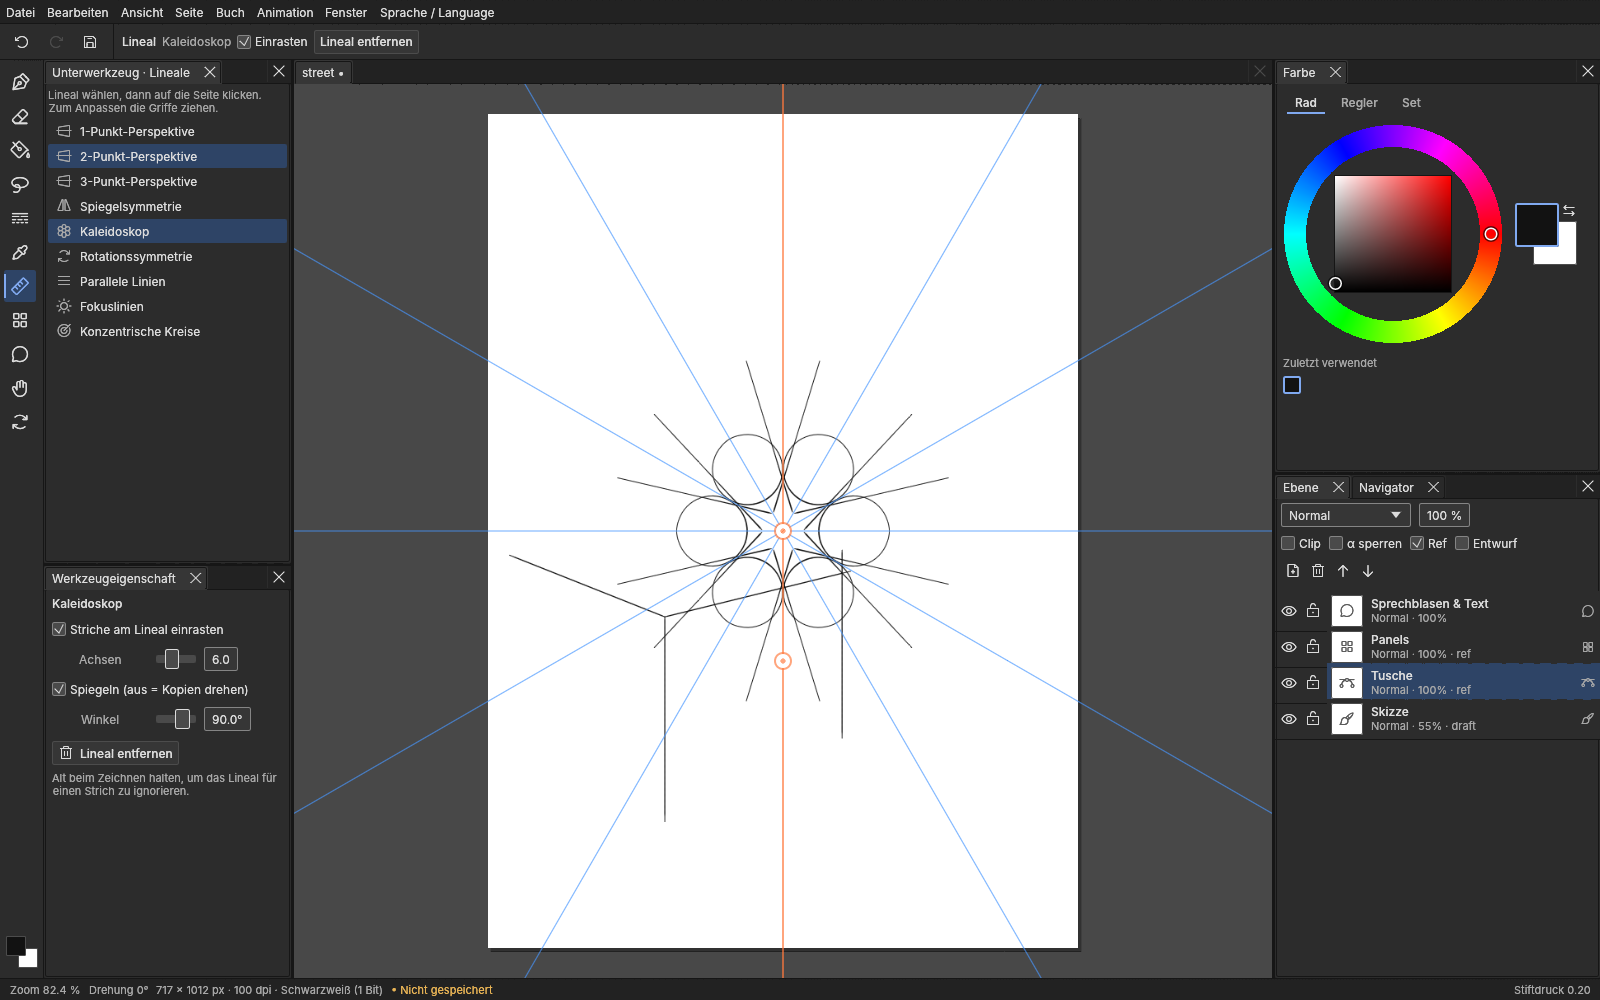 Datei Bearbeiten Ansicht Seite Buch Animation Fenster Sprache / Language
Lineal Kaleidoskop Einrasten Lineal entfernen
Unterwerkzeug · Lineale
Lineal wählen, dann auf die Seite klicken.
Zum Anpassen die Griffe ziehen.
1-Punkt-Perspektive
2-Punkt-Perspektive
3-Punkt-Perspektive
Spiegelsymmetrie
Kaleidoskop
Rotationssymmetrie
Parallele Linien
Fokuslinien
Konzentrische Kreise
Werkzeugeigenschaft
Kaleidoskop
Striche am Lineal einrasten
Achsen 6.0
Spiegeln (aus = Kopien drehen)
Winkel 90.0°
Lineal entfernen
Alt beim Zeichnen halten, um das Lineal für
einen Strich zu ignorieren.
street •
Farbe
Rad Regler Set
Zuletzt verwendet
Ebene Navigator
Normal 100 %
Clip α sperren Ref Entwurf
Sprechblasen & Text
Normal · 100%
Panels
Normal · 100% · ref
Tusche
Normal · 100% · ref
Skizze
Normal · 55% · draft
Zoom 82.4 % Drehung 0° 717 × 1012 px · 100 dpi · Schwarzweiß (1 Bit) • Nicht gespeichert
Stiftdruck 0.20